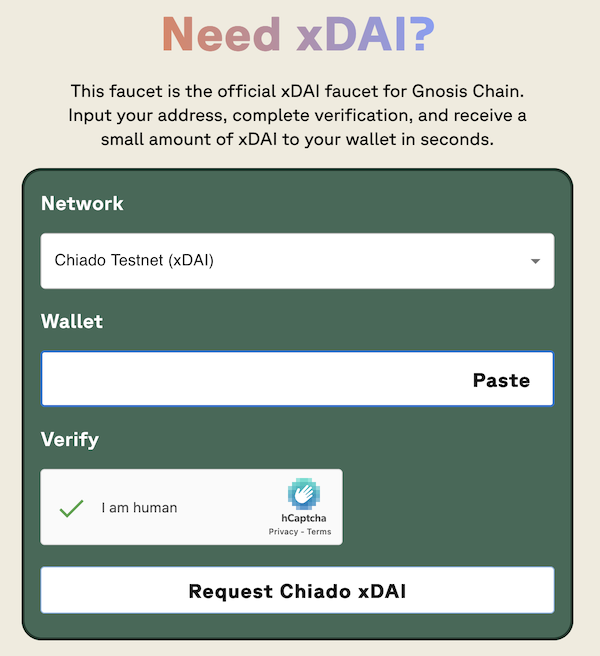 Need xDAI?
This faucet is the official xDAI faucet for Gnosis Chain.
Input your address, complete verification, and receive a
small amount of xDAI to your wallet in seconds.
Network
Chiado Testnet (xDAI)
Wallet
Paste
Verify
I am human
hCaptcha
Privacy - Terms
Request Chiado xDAI